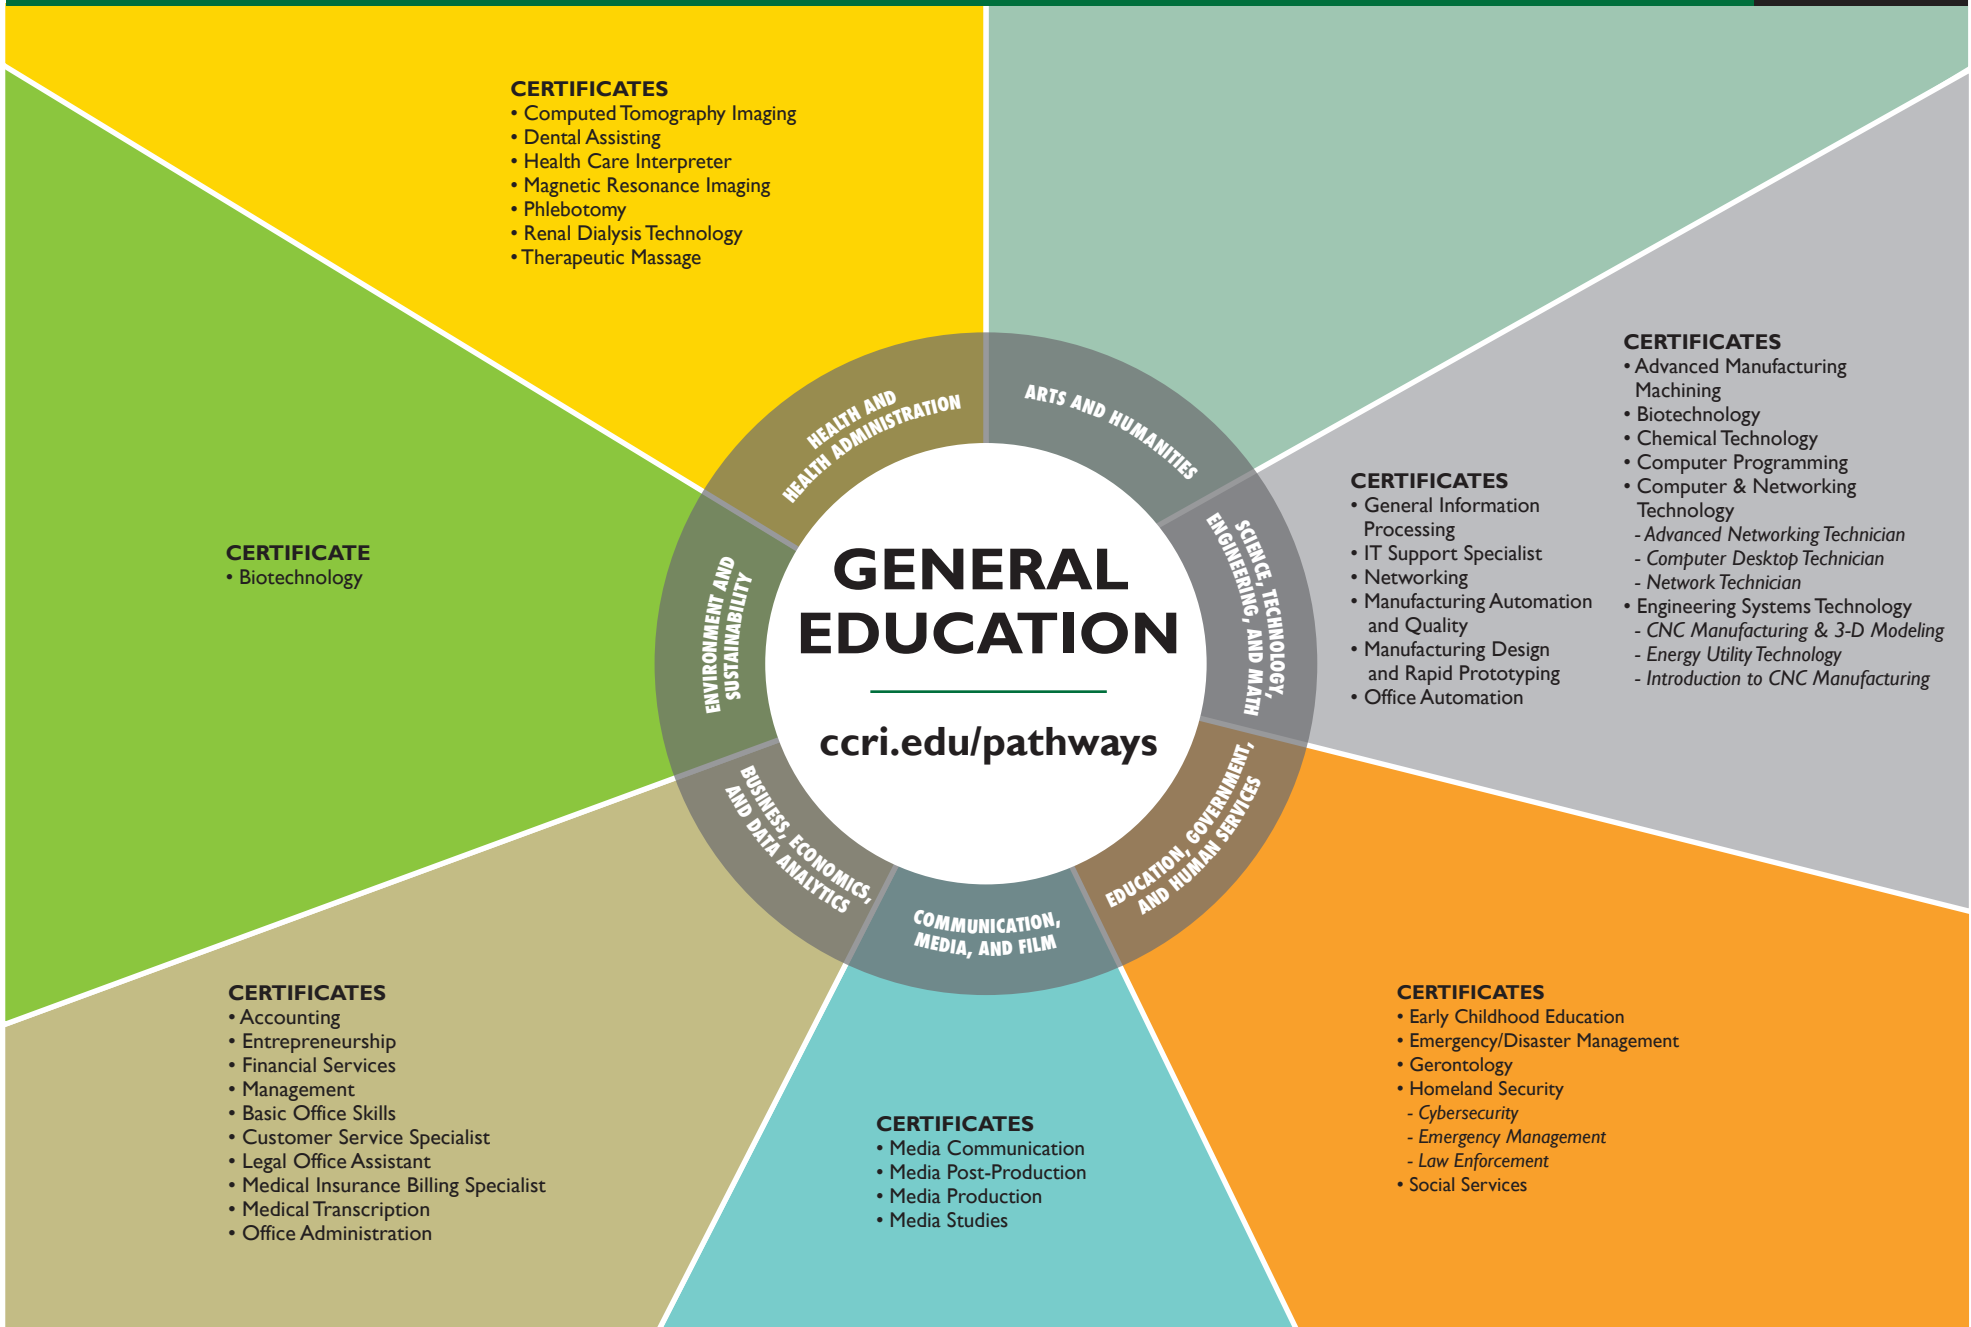 CERTIFICATES
• Computed Tomography Imaging
• Dental Assisting
• Health Care Interpreter
• Magnetic Resonance Imaging
• Phlebotomy
• Renal Dialysis Technology
• Therapeutic Massage
HEALTH AND
HEALTH ADMINISTRATION
ARTS AND HUMANITIES
SCIENCE, TECHNOLOGY,
ENGINEERING, AND MATH
CERTIFICATES
• General Information
Processing
• IT Support Specialist
• Networking
• Manufacturing Automation
and Quality
• Manufacturing Design
and Rapid Prototyping
• Office Automation
CERTIFICATES
• Advanced Manufacturing
Machining
• Biotechnology
• Chemical Technology
• Computer Programming
• Computer & Networking
Technology
- Advanced Networking Technician
- Computer Desktop Technician
- Network Technician
• Engineering Systems Technology
- CNC Manufacturing & 3-D Modeling
- Energy Utility Technology
- Introduction to CNC Manufacturing
CERTIFICATE
• Biotechnology
ENVIRONMENT AND
SUSTAINABILITY
GENERAL
EDUCATION
ccri.edu/pathways
BUSINESS, ECONOMICS,
AND DATA ANALYTICS
COMMUNICATION,
MEDIA, AND FILM
EDUCATION, GOVERNMENT,
AND HUMAN SERVICES
CERTIFICATES
• Accounting
• Entrepreneurship
• Financial Services
• Management
• Basic Office Skills
• Customer Service Specialist
• Legal Office Assistant
• Medical Insurance Billing Specialist
• Medical Transcription
• Office Administration
CERTIFICATES
• Media Communication
• Media Post-Production
• Media Production
• Media Studies
CERTIFICATES
• Early Childhood Education
• Emergency/Disaster Management
• Gerontology
• Homeland Security
- Cybersecurity
- Emergency Management
- Law Enforcement
• Social Services